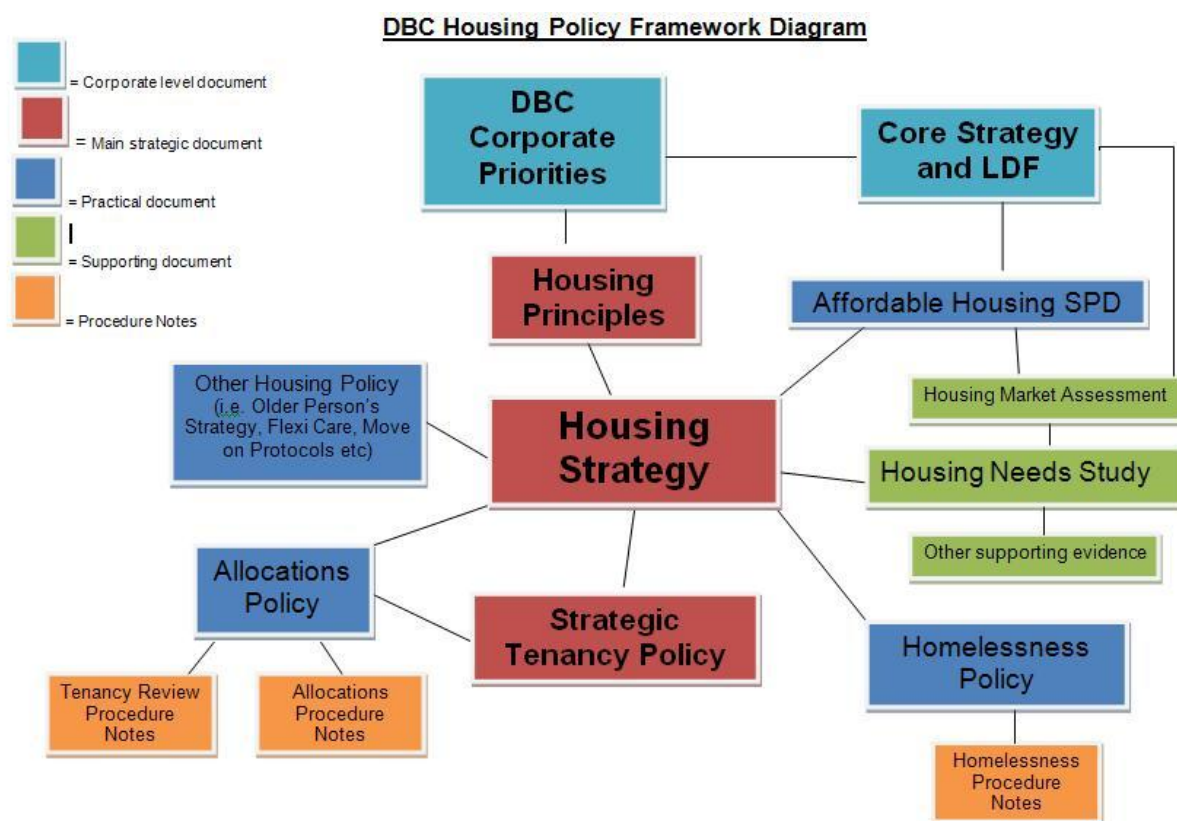 DBC Housing Policy Framework Diagram
= Corporate level document
= Main strategic document
= Practical document
= Supporting document
= Procedure Notes
DBC
Corporate
Priorities
Core Strategy
and LDF
Housing
Principles
Affordable Housing SPD
Other Housing Policy
(i.e. Older Person's
Strategy, Flexi Care, Move
on Protocols etc)
Housing
Strategy
Housing Market Assessment
Housing Needs Study
Other supporting evidence
Allocations
Policy
Strategic
Tenancy Policy
Homelessness
Policy
Tenancy Review
Procedure
Notes
Allocations
Procedure
Notes
Homelessness
Procedure
Notes